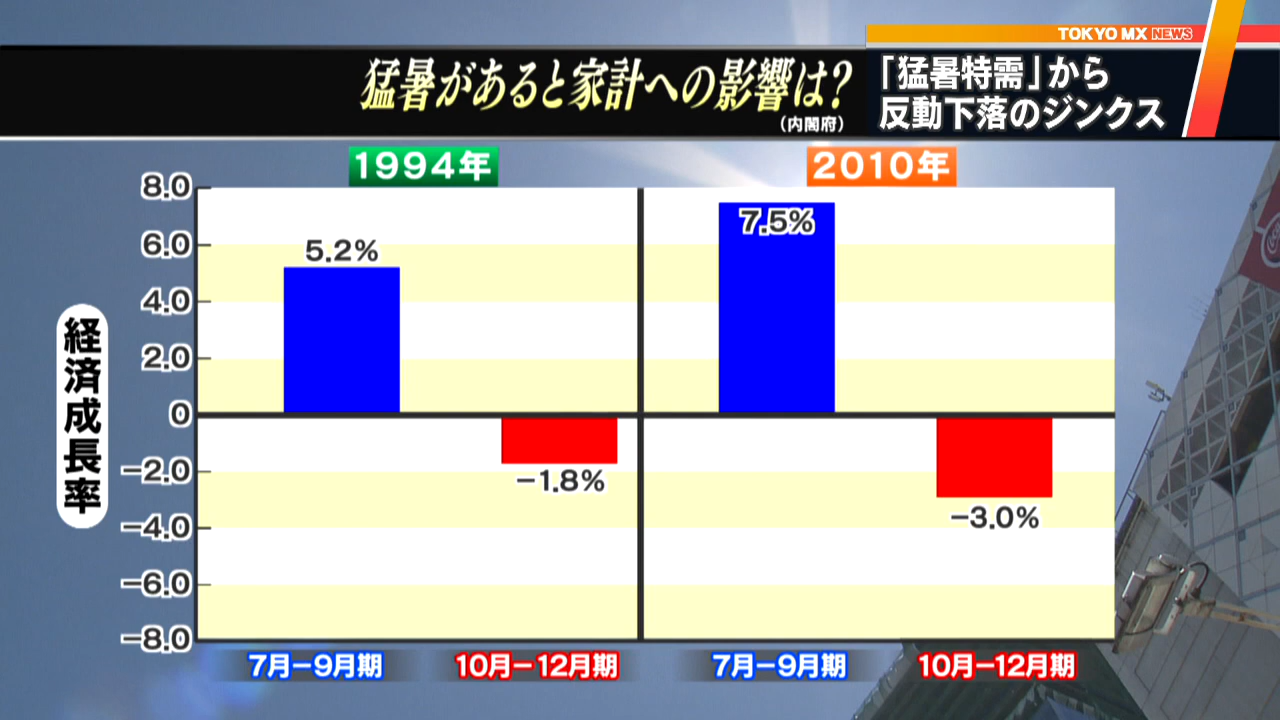 TOKYO MX NEWS
「猛暑特需」から
反動下落のジンクス
猛暑があると家計への影響は?
(内閣府)
1994年
2010年
8.0
6.0
4.0
2.0
0
−2.0
−4.0
−6.0
−8.0
経済成長率
5.2%
−1.8%
7.5%
−3.0%
7月−9月期
10月−12月期
7月−9月期
10月−12月期